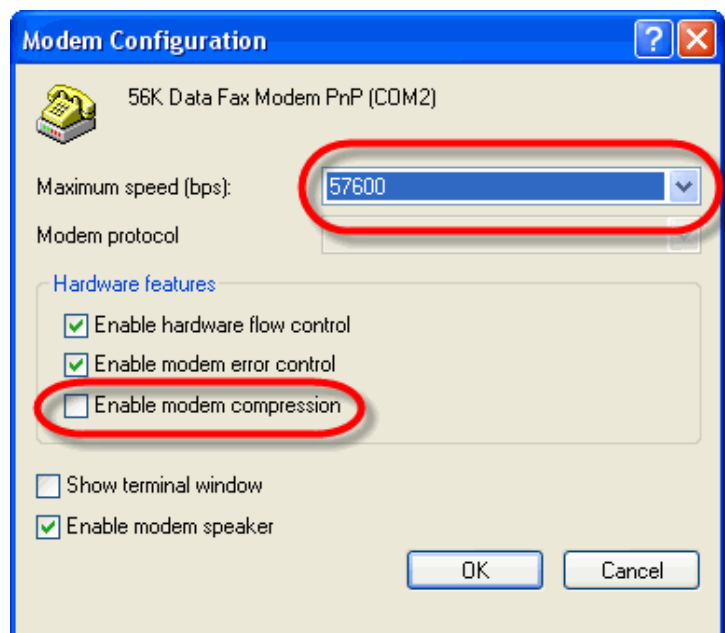 Modem Configuration
56K Data Fax Modem PnP (COM2)
Maximum speed (bps):
57600
Modem protocol
Hardware features
Enable hardware flow control
Enable modem error control
Enable modem compression
Show terminal window
Enable modem speaker
OK
Cancel